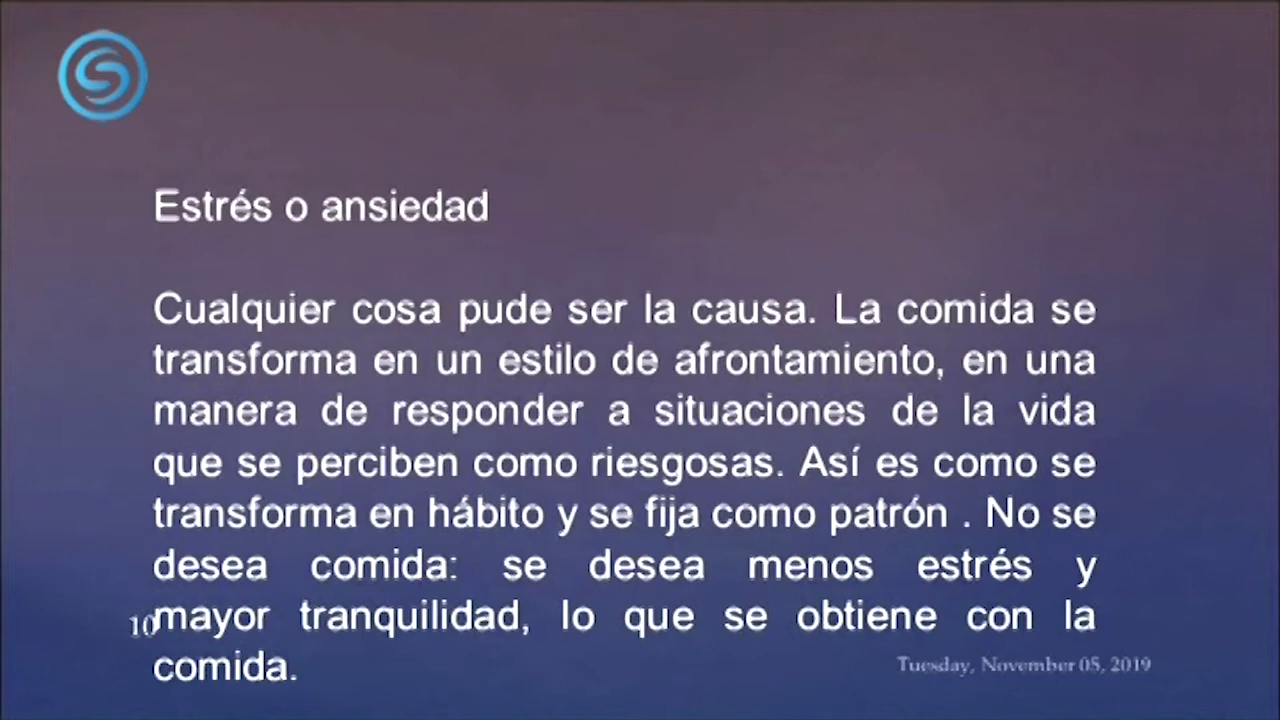 Estrés o ansiedad
Cualquier cosa pude ser la causa. La comida se
transforma en un estilo de afrontamiento, en una
manera de responder a situaciones de la vida
que se perciben como riesgosas. Así es como se
transforma en hábito y se fija como patrón . No se
desea comida: se desea menos estrés y
mayor tranquilidad, lo que se obtiene con la
comida.
10
Tuesday, November 05, 2019